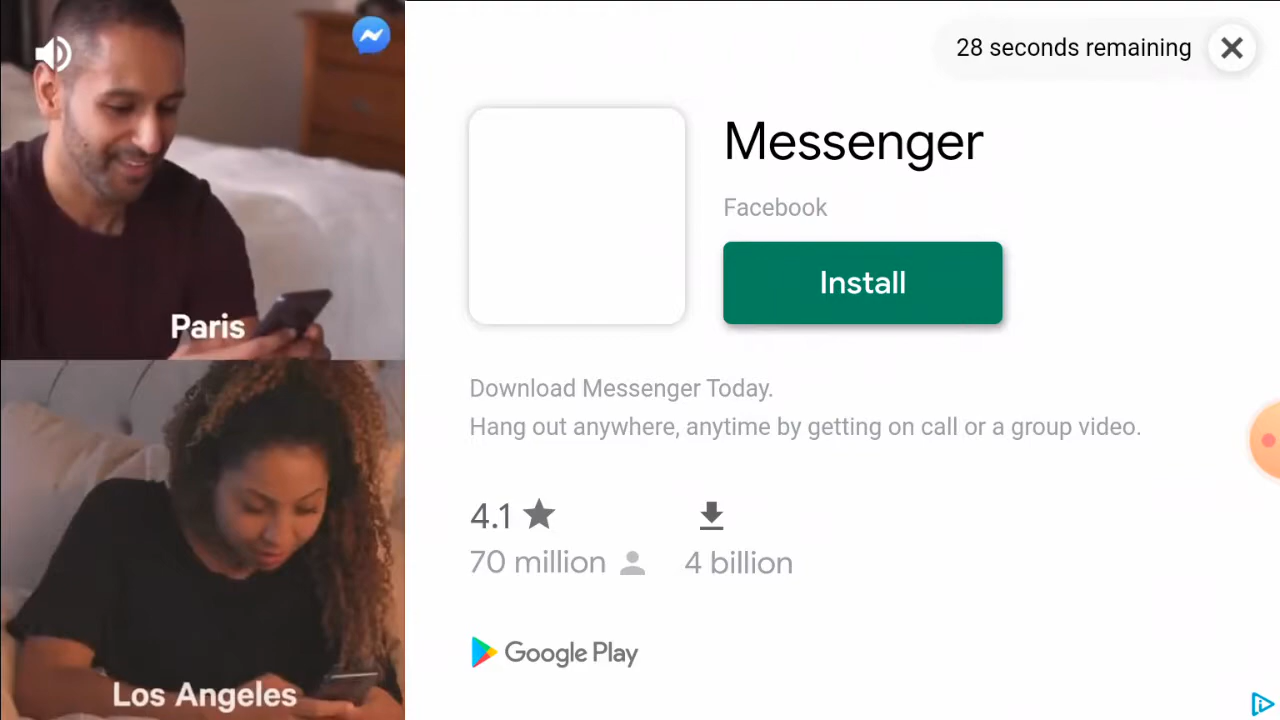 Paris
Los Angeles
28 seconds remaining
Messenger
Facebook
Install
Download Messenger Today.
Hang out anywhere, anytime by getting on call or a group video.
4.1
70 million
4 billion
Google Play